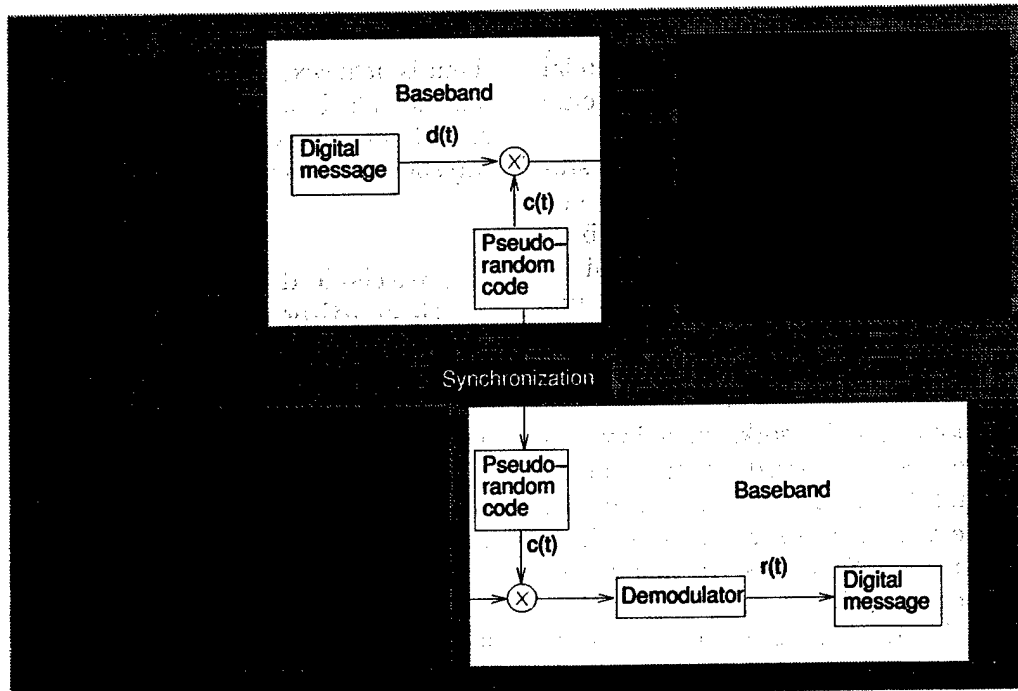 Baseband
d(t)
Digital
message
X
c(t)
Pseudo–
random
code
Synchronization
Pseudo–
random
code
Baseband
c(t)
r(t)
X
Demodulator
Digital
message